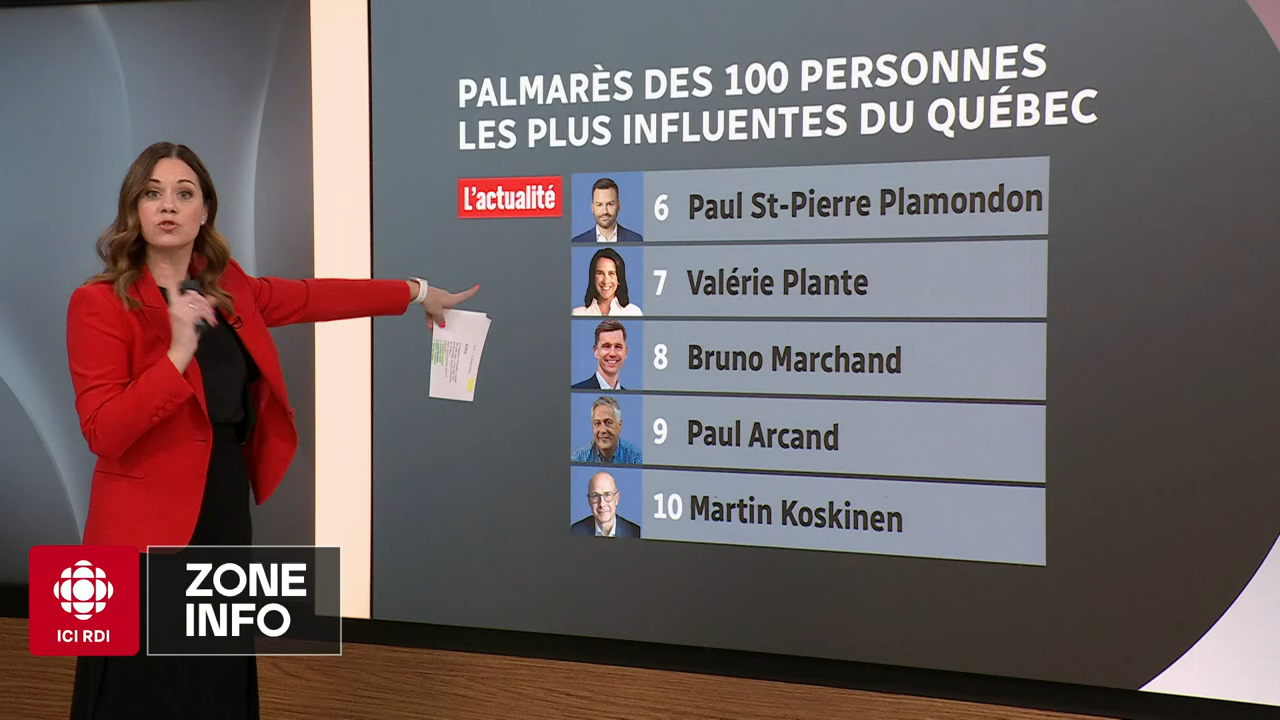 PALMARÈS DES 100 PERSONNES
LES PLUS INFLUENTES DU QUÉBEC
L'actualité
6 Paul St-Pierre Plamondon
7 Valérie Plante
8 Bruno Marchand
9 Paul Arcand
10 Martin Koskinen
ICI RDI
ZONE
INFO